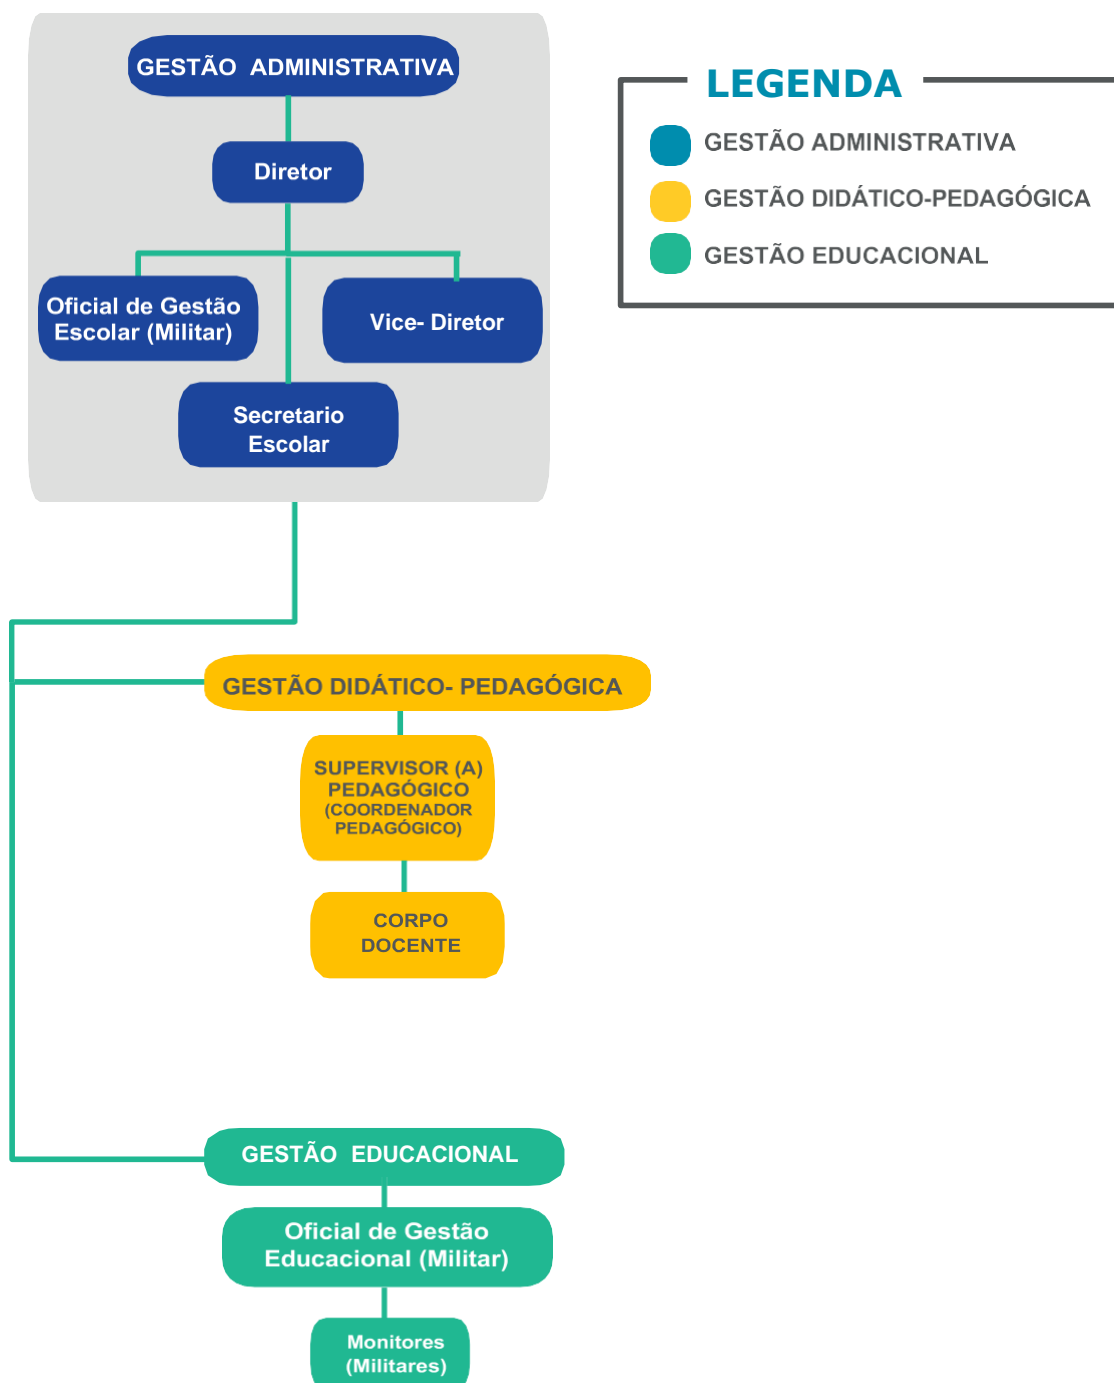 GESTÃO ADMINISTRATIVA
Diretor
Oficial de Gestão
Escolar (Militar)
Vice- Diretor
Secretario
Escolar
LEGENDA
GESTÃO ADMINISTRATIVA
GESTÃO DIDÁTICO-PEDAGÓGICA
GESTÃO EDUCACIONAL
GESTÃO DIDÁTICO- PEDAGÓGICA
SUPERVISOR (A)
PEDAGÓGICO
(COORDENADOR
PEDAGÓGICO)
CORPO
DOCENTE
GESTÃO EDUCACIONAL
Oficial de Gestão
Educacional (Militar)
Monitores
(Militares)